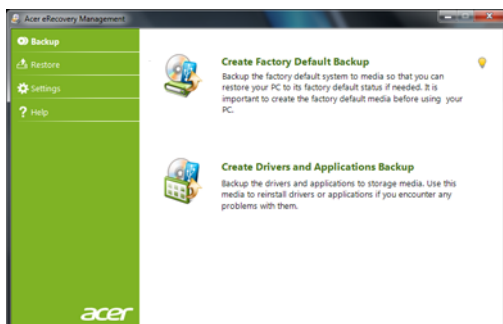 Acer eRecovery Management
Backup
Restore
Settings
Help
Create Factory Default Backup
Backup the factory default system to media so that you can
restore your PC to its factory default status if needed. It is
important to create the factory default media before using your
PC.
Create Drivers and Applications Backup
Backup the drivers and applications to storage media. Use this
media to reinstall drivers or applications if you encounter any
problems with them.
acer